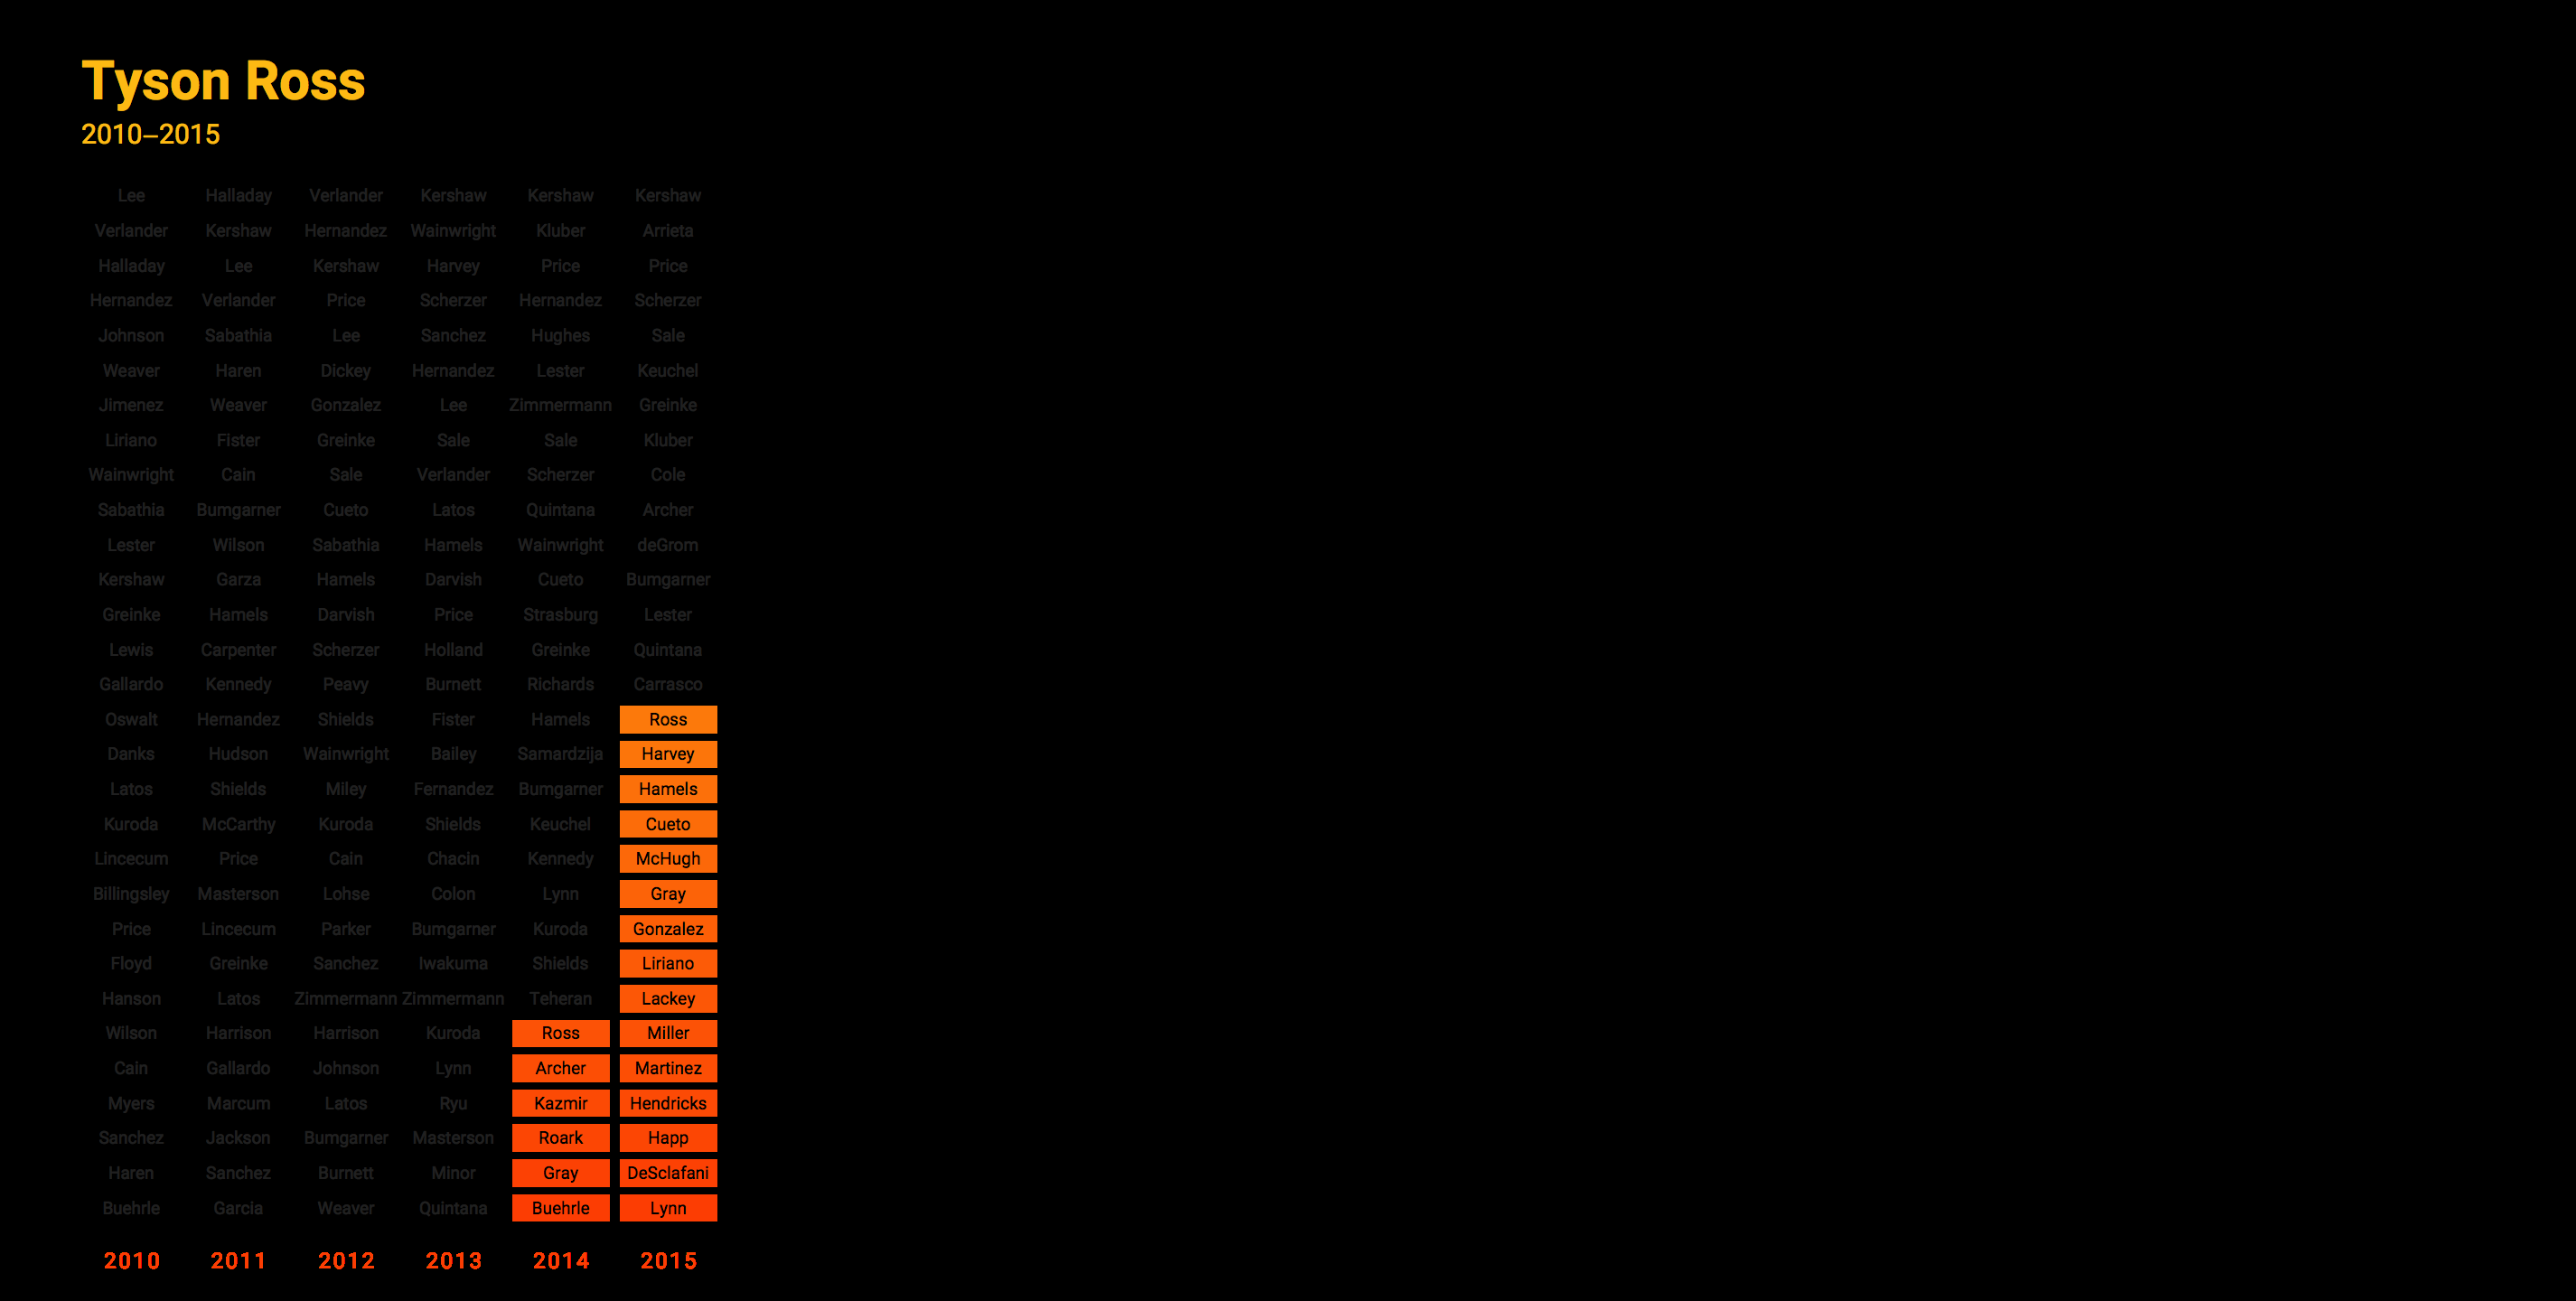 Tyson Ross
2010–2015
Lee Halladay Verlander Kershaw Kershaw Kershaw
Verlander Kershaw Hernandez Wainwright Kluber Arrieta
Halladay Lee Kershaw Harvey Price Price
Hernandez Verlander Price Scherzer Hernandez Scherzer
Johnson Sabathia Lee Sanchez Hughes Sale
Weaver Haren Dickey Hernandez Lester Keuchel
Jimenez Weaver Gonzalez Lee Zimmermann Greinke
Liriano Fister Greinke Sale Sale Kluber
Wainwright Cain Sale Verlander Scherzer Cole
Sabathia Bumgarner Cueto Latos Quintana Archer
Lester Wilson Sabathia Hamels Wainwright deGrom
Kershaw Garza Hamels Darvish Cueto Bumgarner
Greinke Hamels Darvish Price Strasburg Lester
Lewis Carpenter Scherzer Holland Greinke Quintana
Gallardo Kennedy Peavy Burnett Richards Carrasco
Oswalt Hernandez Shields Fister Hamels Ross
Danks Hudson Wainwright Bailey Samardzija Harvey
Latos Shields Miley Fernandez Bumgarner Hamels
Kuroda McCarthy Kuroda Shields Keuchel Cueto
Lincecum Price Cain Chacin Kennedy McHugh
Billingsley Masterson Lohse Colon Lynn Gray
Price Lincecum Parker Bumgarner Kuroda Gonzalez
Floyd Greinke Sanchez Iwakuma Shields Liriano
Hanson Latos Zimmermann Zimmermann Teheran Lackey
Wilson Harrison Harrison Kuroda Ross Miller
Cain Gallardo Johnson Lynn Archer Martinez
Myers Marcum Latos Ryu Kazmir Hendricks
Sanchez Jackson Bumgarner Masterson Roark Happ
Haren Sanchez Burnett Minor Gray DeSclafani
Buehrle Garcia Weaver Quintana Buehrle Lynn
2010 2011 2012 2013 2014 2015